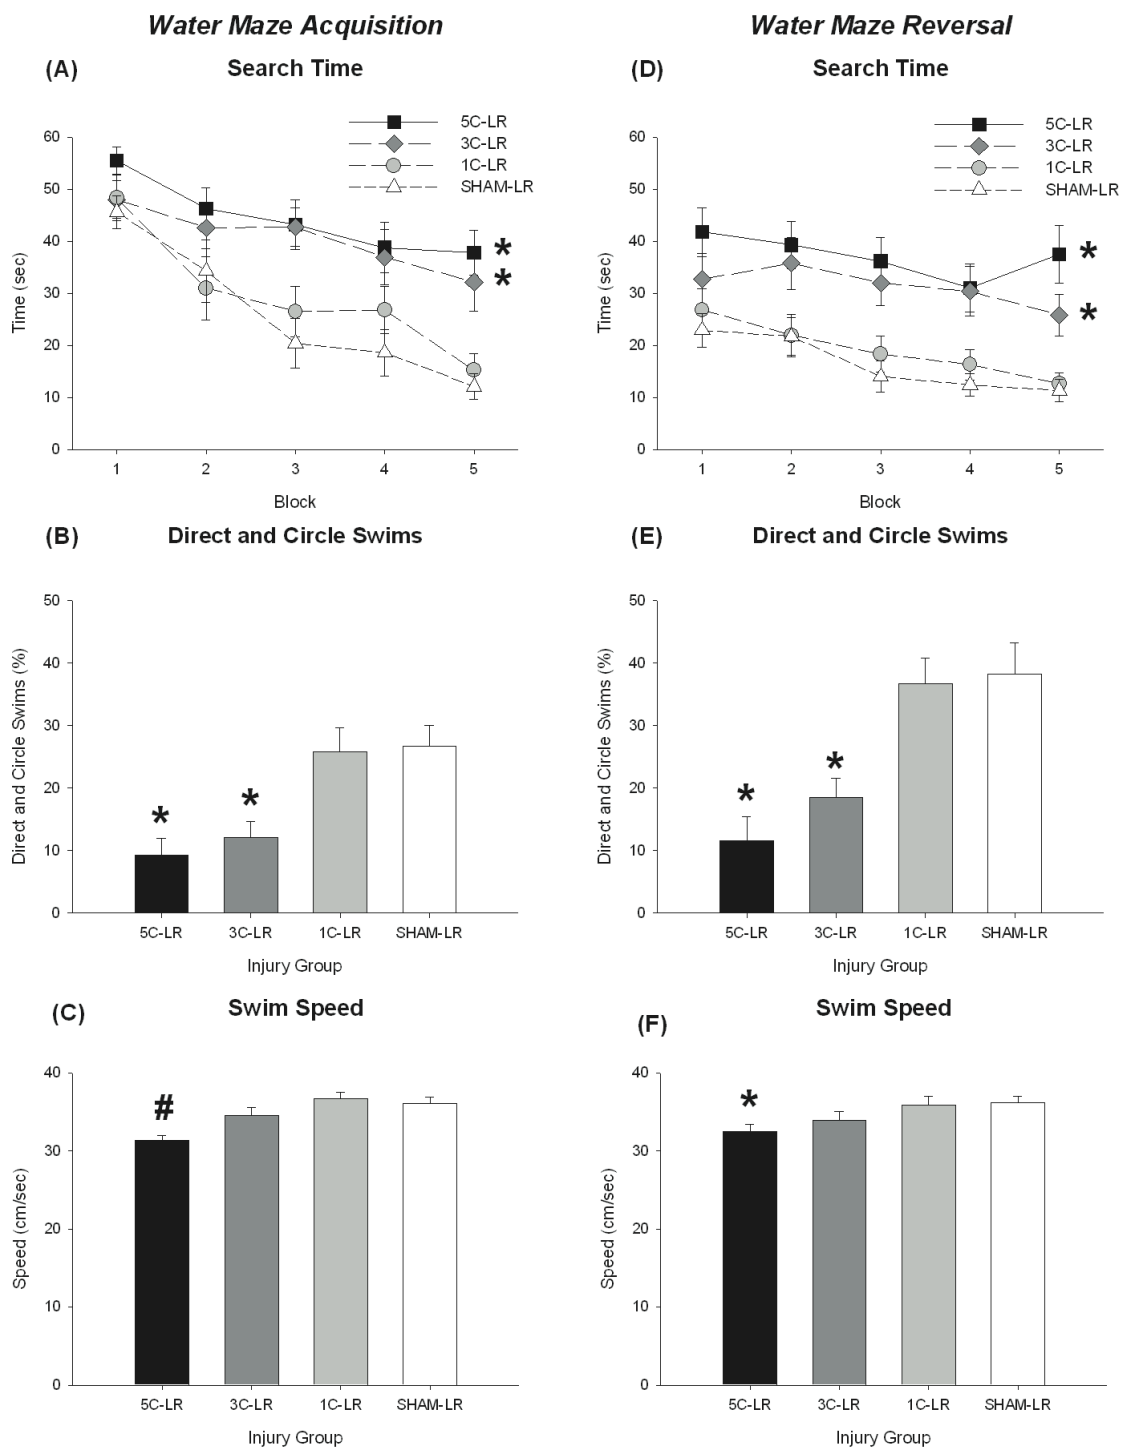 Water Maze Acquisition
Water Maze Reversal
(A)
Search Time
5C-LR
3C-LR
1C-LR
SHAM-LR
60
50
40
30
20
10
0
Time (sec)
*
*
1 2 3 4 5
Block
(D)
Search Time
5C-LR
3C-LR
1C-LR
SHAM-LR
60
50
40
30
20
10
0
Time (sec)
*
*
1 2 3 4 5
Block
(B)
Direct and Circle Swims
50
40
30
20
10
0
Direct and Circle Swims (%)
* *
5C-LR 3C-LR 1C-LR SHAM-LR
Injury Group
(E)
Direct and Circle Swims
50
40
30
20
10
0
Direct and Circle Swims (%)
* *
5C-LR 3C-LR 1C-LR SHAM-LR
Injury Group
(C)
Swim Speed
40
30
20
10
0
Speed (cm/sec)
#
5C-LR 3C-LR 1C-LR SHAM-LR
Injury Group
(F)
Swim Speed
40
30
20
10
0
Speed (cm/sec)
*
5C-LR 3C-LR 1C-LR SHAM-LR
Injury Group